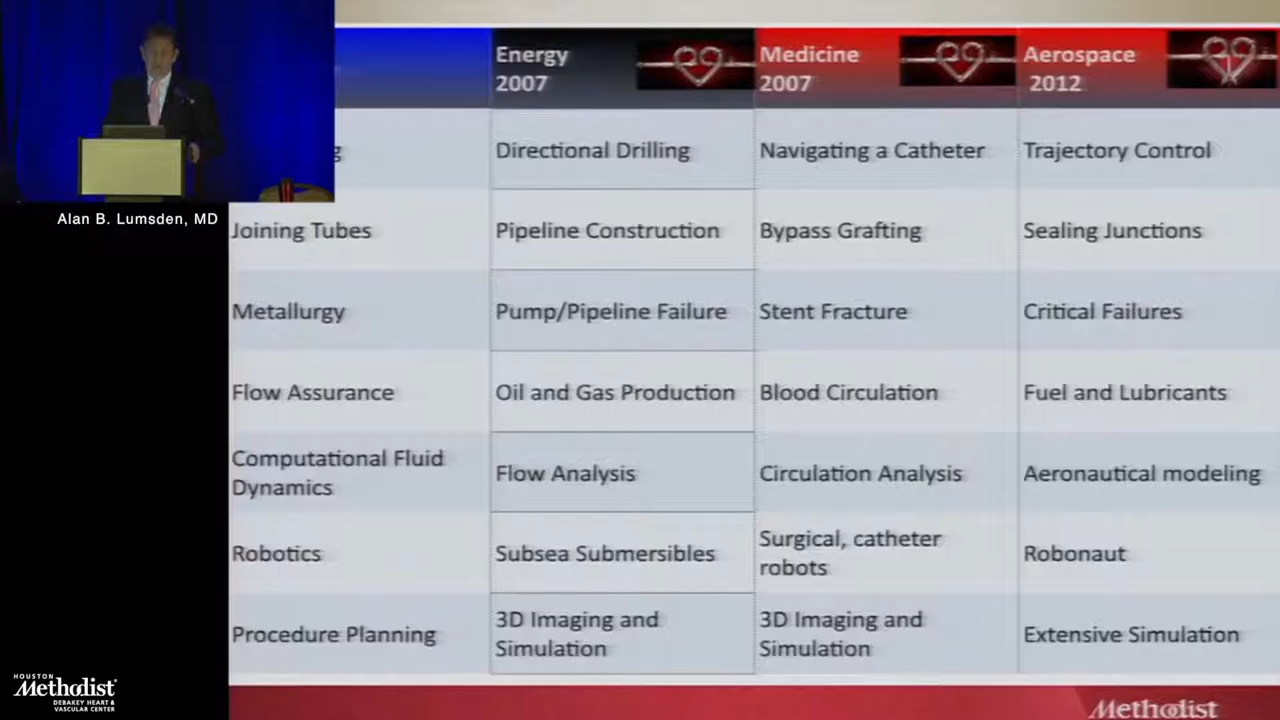 Energy
2007
Medicine
2007
Aerospace
2012
Directional Drilling
Navigating a Catheter
Trajectory Control
Alan B. Lumsden, MD
Joining Tubes
Pipeline Construction
Bypass Grafting
Sealing Junctions
Metallurgy
Pump/Pipeline Failure
Stent Fracture
Critical Failures
Flow Assurance
Oil and Gas Production
Blood Circulation
Fuel and Lubricants
Computational Fluid
Dynamics
Flow Analysis
Circulation Analysis
Aeronautical modeling
Robotics
Subsea Submersibles
Surgical, catheter
robots
Robonaut
Procedure Planning
3D Imaging and
Simulation
3D Imaging and
Simulation
Extensive Simulation
HOUSTON
Methodist
DEBAKEY HEART &
VASCULAR CENTER
Methodist